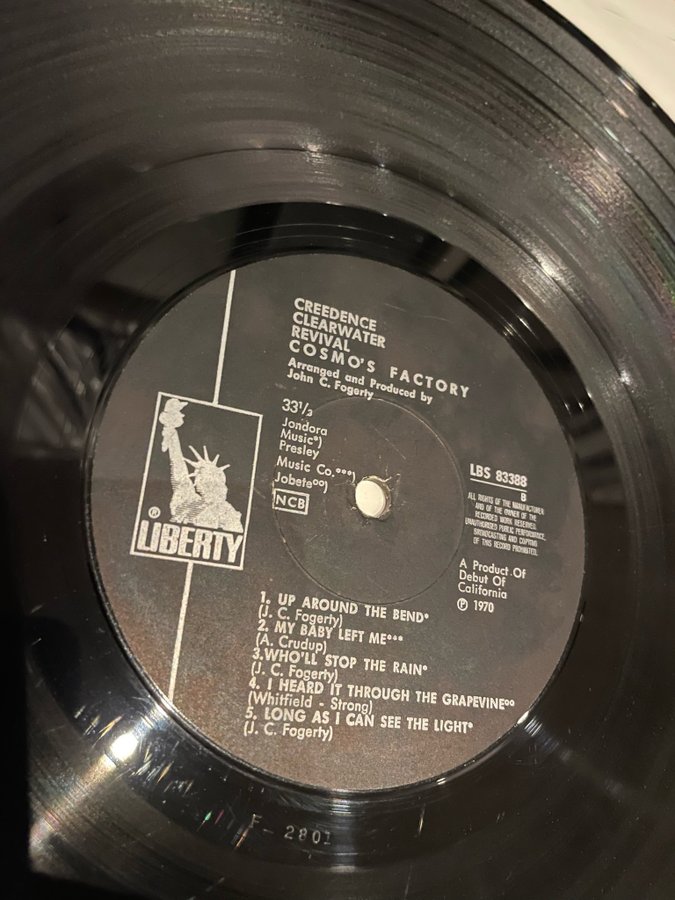 CREEDENCE
CLEARWATER
REVIVAL
COSMO'S FACTORY
Arranged and Produced by
John C. Fogerty
33⅓
Jondora
Music°)
Presley
Music Co.°°°)
Jobete°°)
NCB
LBS 83388
B
ALL RIGHTS OF THE MANUFACTURER
AND OF THE OWNER OF THE
RECORDED WORK RESERVED.
UNAUTHORISED PUBLIC PERFORMANCE,
BROADCASTING AND COPYING
OF THIS RECORD PROHIBITED.
A Product Of
Debut Of
California
℗ 1970
®
LIBERTY
1. UP AROUND THE BEND°
(J. C. Fogerty)
2. MY BABY LEFT ME°°°
(A. Crudup)
3.WHO'LL STOP THE RAIN°
(J. C. Fogerty)
4. I HEARD IT THROUGH THE GRAPEVINE°°
(Whitfield - Strong)
5. LONG AS I CAN SEE THE LIGHT°
(J. C. Fogerty)
F 2801